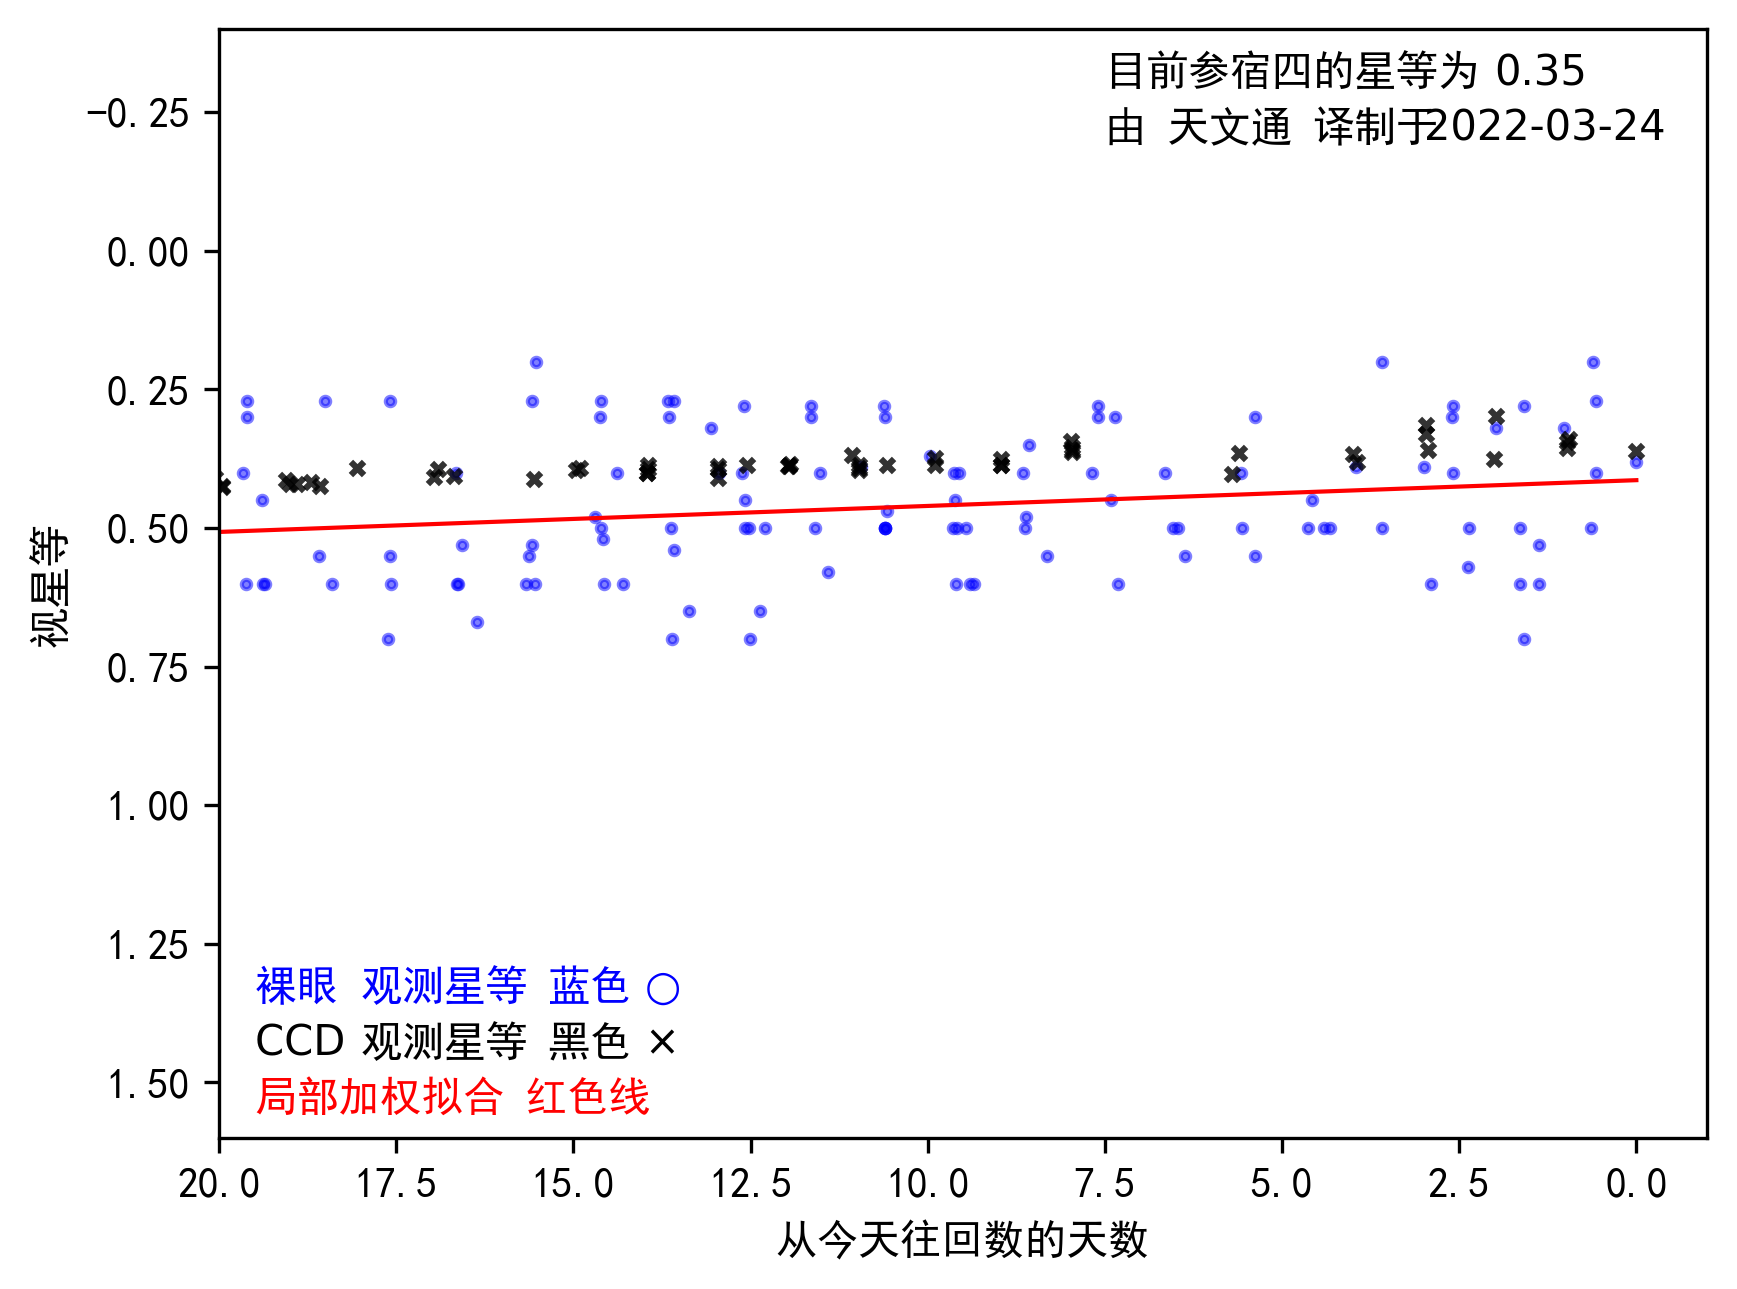 目前参宿四的星等为 0.35
由 天文通 译制于2022-03-24
−0.25
0.00
0.25
0.50
0.75
1.00
1.25
1.50
视星等
裸眼 观测星等 蓝色 ○
CCD 观测星等 黑色 ×
局部加权拟合 红色线
20.0 17.5 15.0 12.5 10.0 7.5 5.0 2.5 0.0
从今天往回数的天数